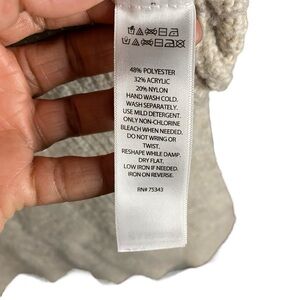 48% POLYESTER
32% ACRYLIC
20% NYLON
HAND WASH COLD.
WASH SEPARATELY.
USE MILD DETERGENT.
ONLY NON-CHLORINE
BLEACH WHEN NEEDED.
DO NOT WRING OR
TWIST.
RESHAPE WHILE DAMP.
DRY FLAT.
LOW IRON IF NEEDED.
IRON ON REVERSE.
RN# 75343